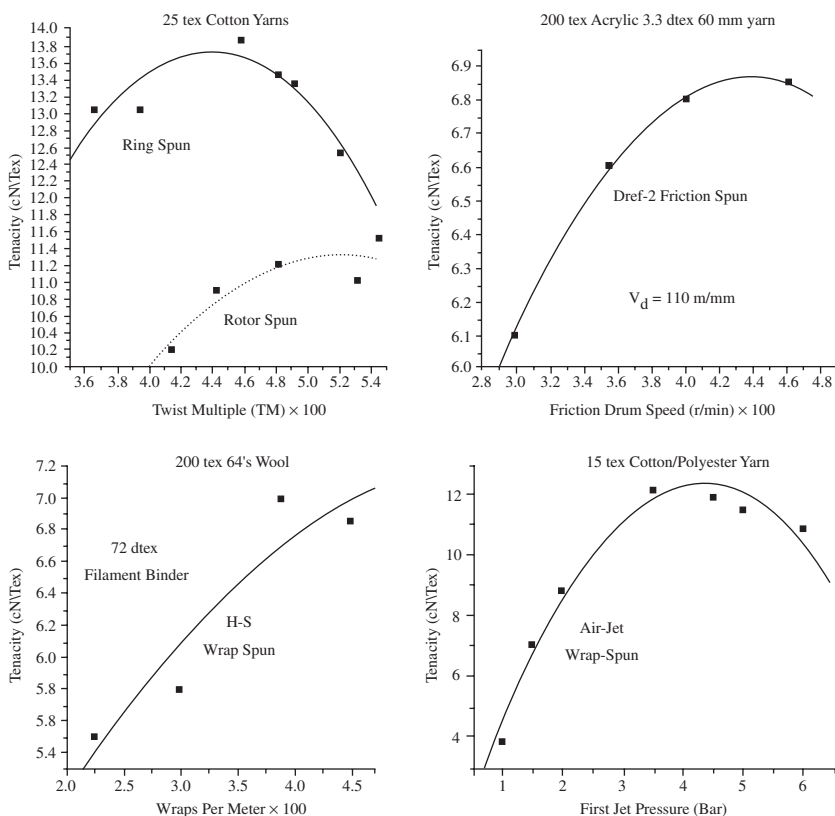 25 tex Cotton Yarns
14.0
13.8
13.6
13.4
13.2
13.0
12.8
12.6
12.4
12.2
12.0
11.8
11.6
11.4
11.2
11.0
10.8
10.6
10.4
10.2
10.0
Tenacity (cN\Tex)
Ring Spun
Rotor Spun
3.6 4.0 4.2 4.4 4.8 5.0 5.2 5.4
Twist Multiple (TM) × 100
200 tex Acrylic 3.3 dtex 60 mm yarn
6.9
6.8
6.7
6.6
6.5
6.4
6.3
6.2
6.1
6.0
Tenacity (cN\Tex)
Dref-2 Friction Spun
Vd = 110 m/mm
2.8 3.0 3.2 3.4 3.6 3.8 4.0 4.2 4.4 4.6 4.8
Friction Drum Speed (r/min) × 100
200 tex 64's Wool
7.2
7.0
6.8
6.6
6.4
6.2
6.0
5.8
5.8
5.4
Tenacity (cN\Tex)
72 dtex
Filament Binder
H-S
Wrap Spun
2.0 2.5 3.0 3.5 4.0 4.5
Wraps Per Meter × 100
15 tex Cotton/Polyester Yarn
12
10
8
6
4
Tenacity (cN\Tex)
Air-Jet
Wrap-Spun
1 2 3 4 5 6
First Jet Pressure (Bar)